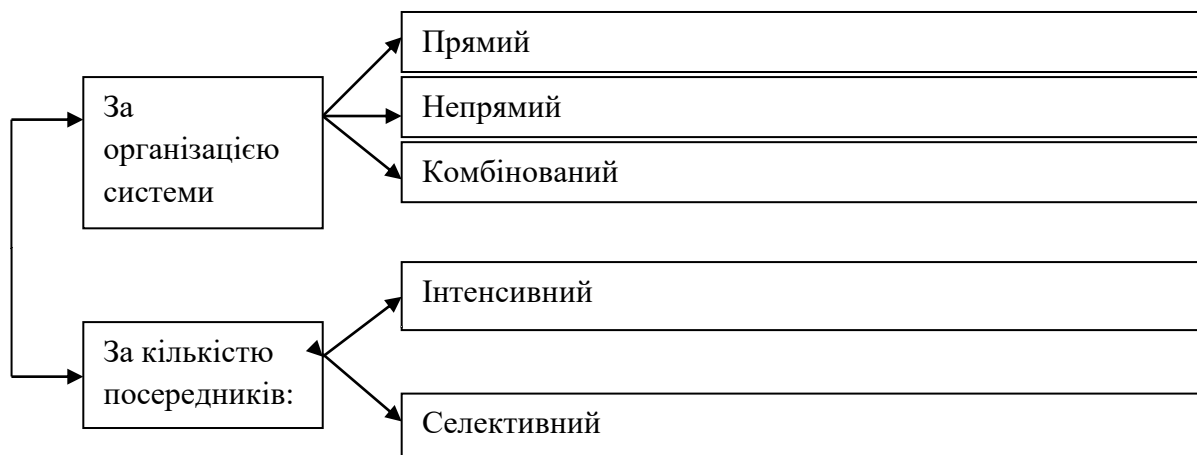 За
організацією
системи
Прямий
Непрямий
Комбінований
За кількістю
посередників:
Інтенсивний
Селективний